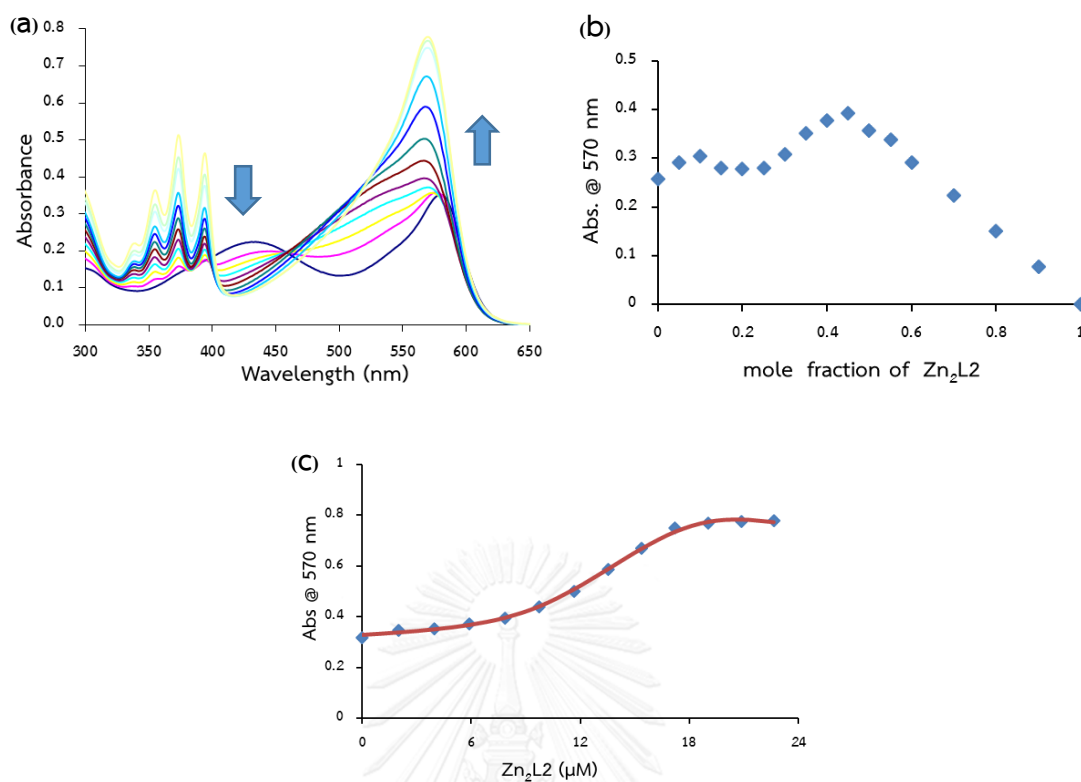 (a)
0.8
0.7
0.6
0.5
0.4
0.3
0.2
0.1
0.0
Absorbance
300 350 400 450 500 550 600 650
Wavelength (nm)
(b)
0.5
0.4
0.3
0.2
0.1
0
Abs. @ 570 nm
0 0.2 0.4 0.6 0.8 1
mole fraction of Zn₂L2
(c)
1
0.8
0.6
0.4
0.2
0
Abs @ 570 nm
0 6 12 18 24
Zn₂L2 (µM)